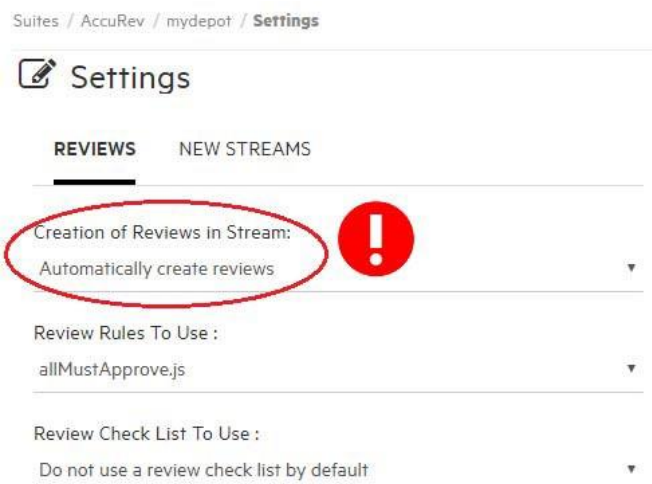 Suites / AccuRev / mydepot / Settings
Settings
REVIEWS NEW STREAMS
Creation of Reviews in Stream:
Automatically create reviews
!
Review Rules To Use :
allMustApprove.js
Review Check List To Use :
Do not use a review check list by default